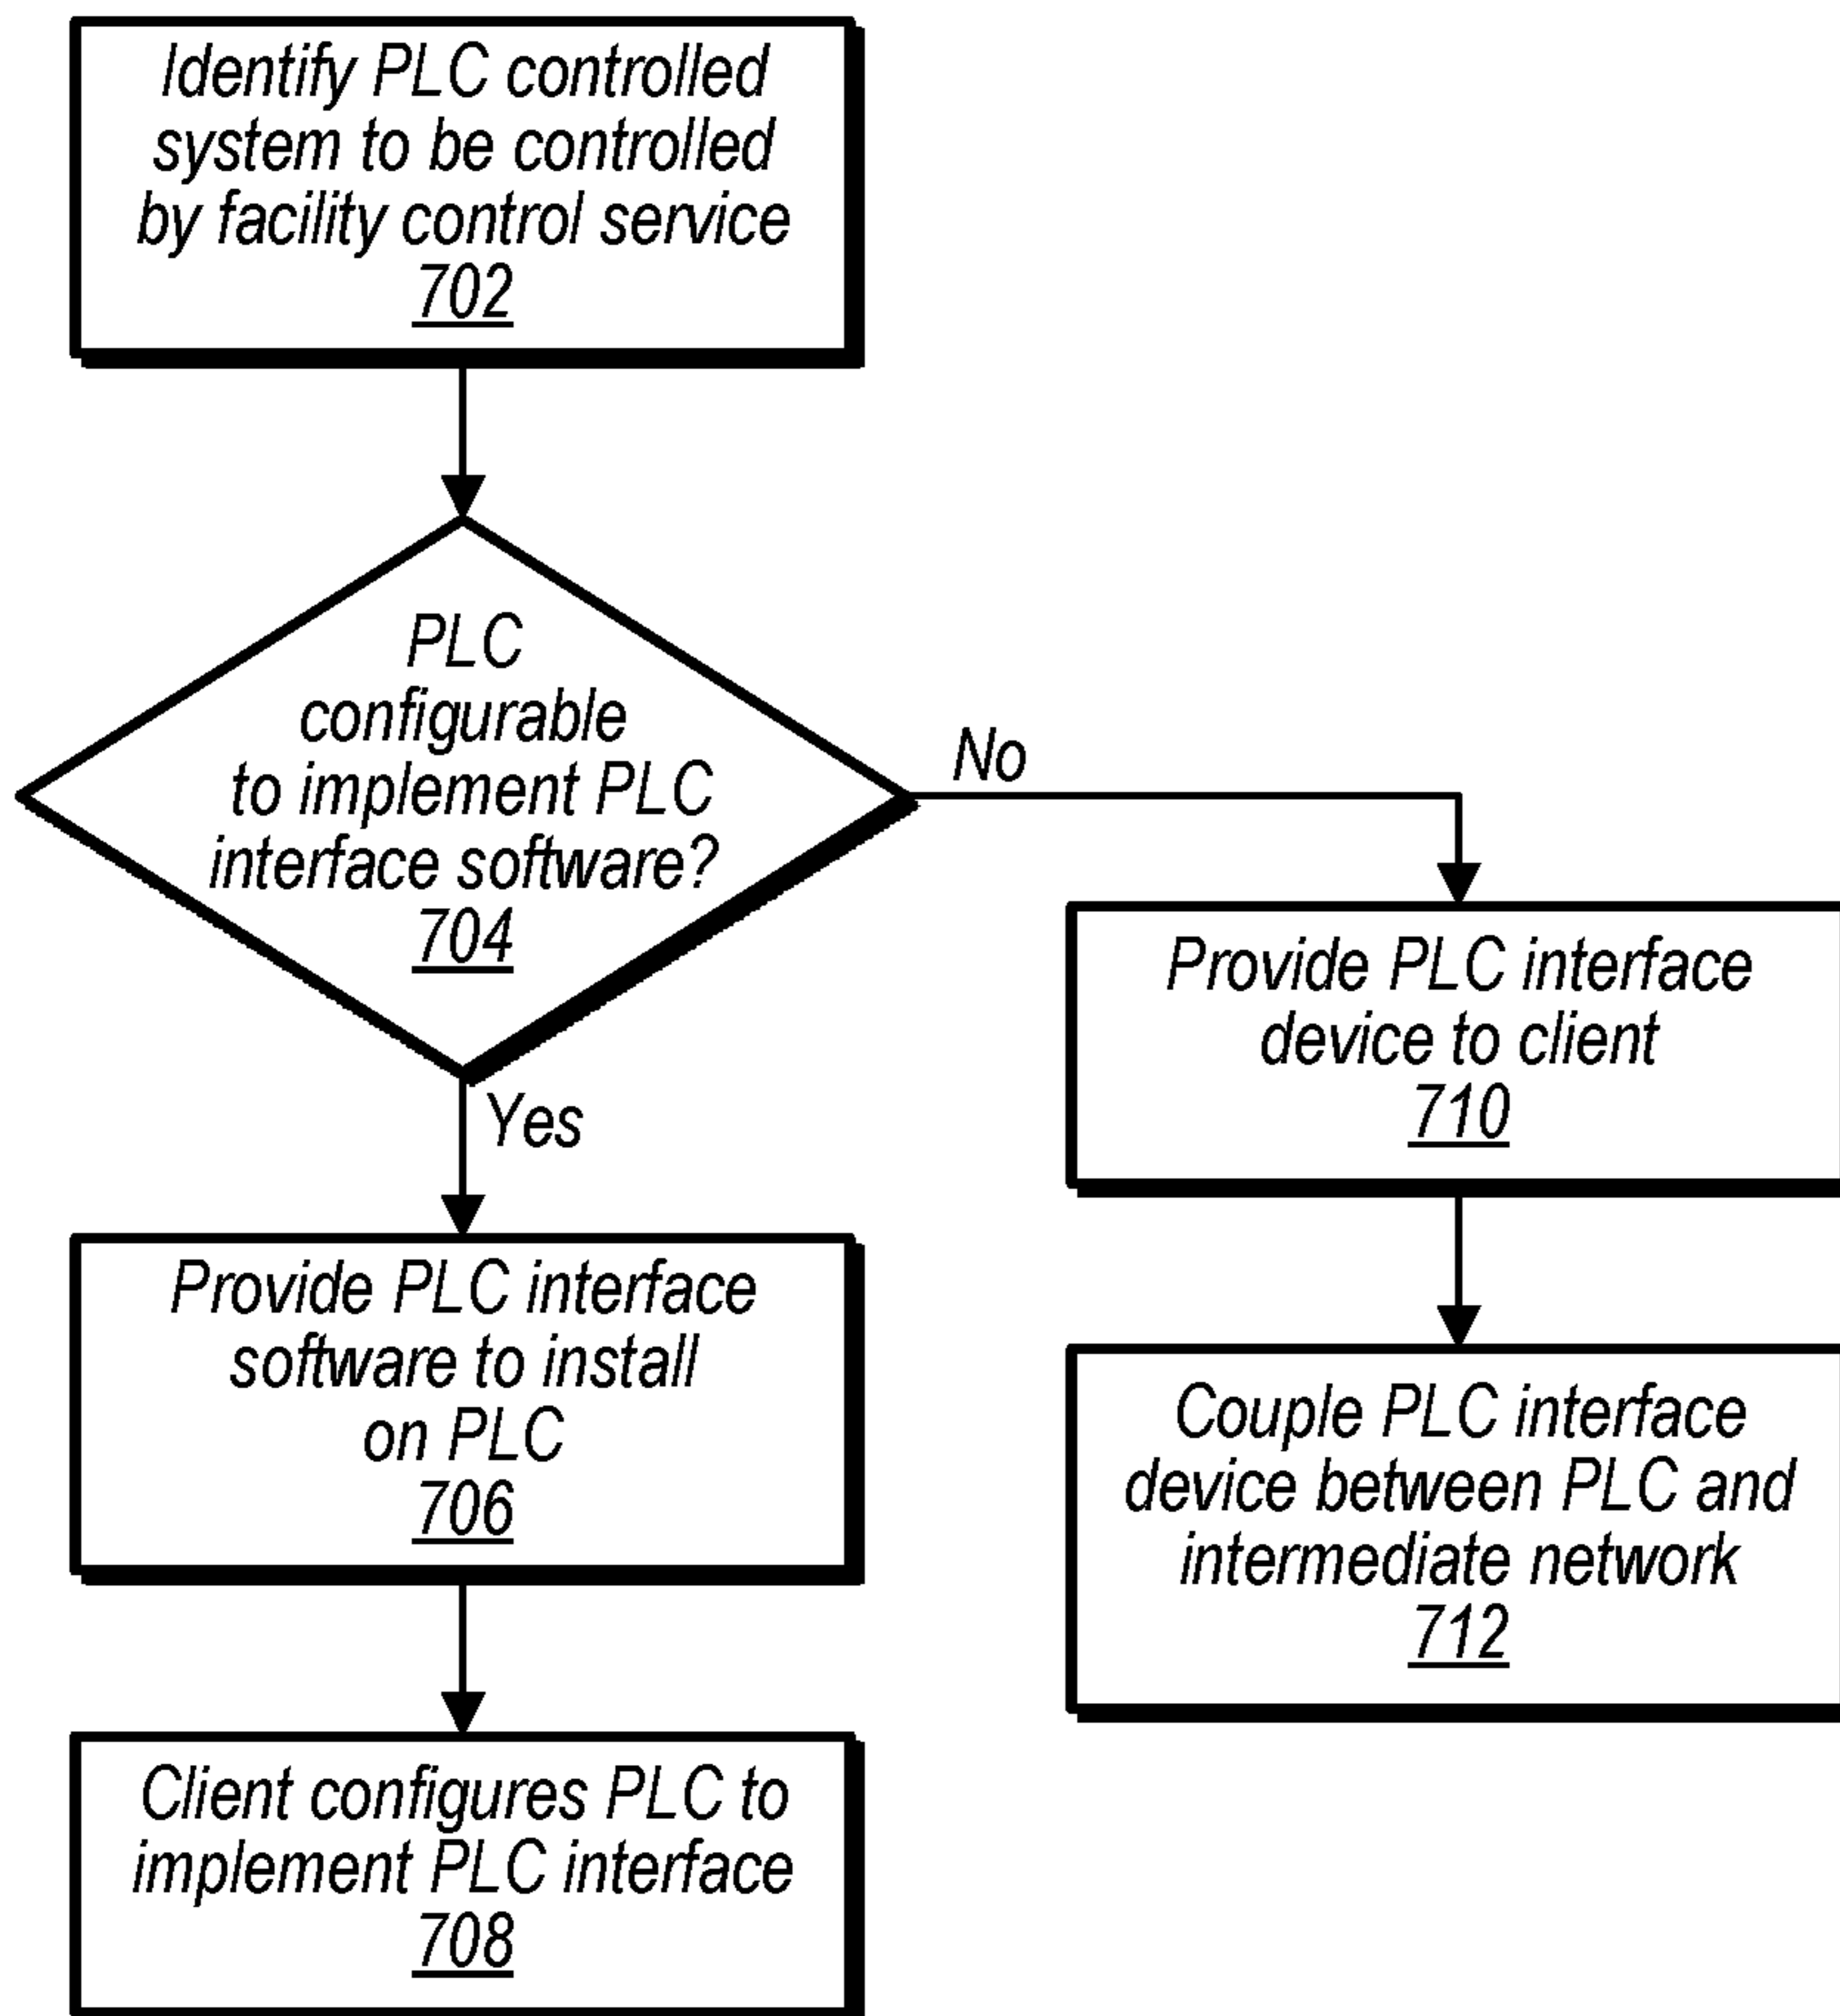 Identify PLC controlled
system to be controlled
by facility control service
702
PLC
configurable
to implement PLC
interface software?
704
No
Yes
Provide PLC interface
software to install
on PLC
706
Client configures PLC to
implement PLC interface
708
Provide PLC interface
device to client
710
Couple PLC interface
device between PLC and
intermediate network
712